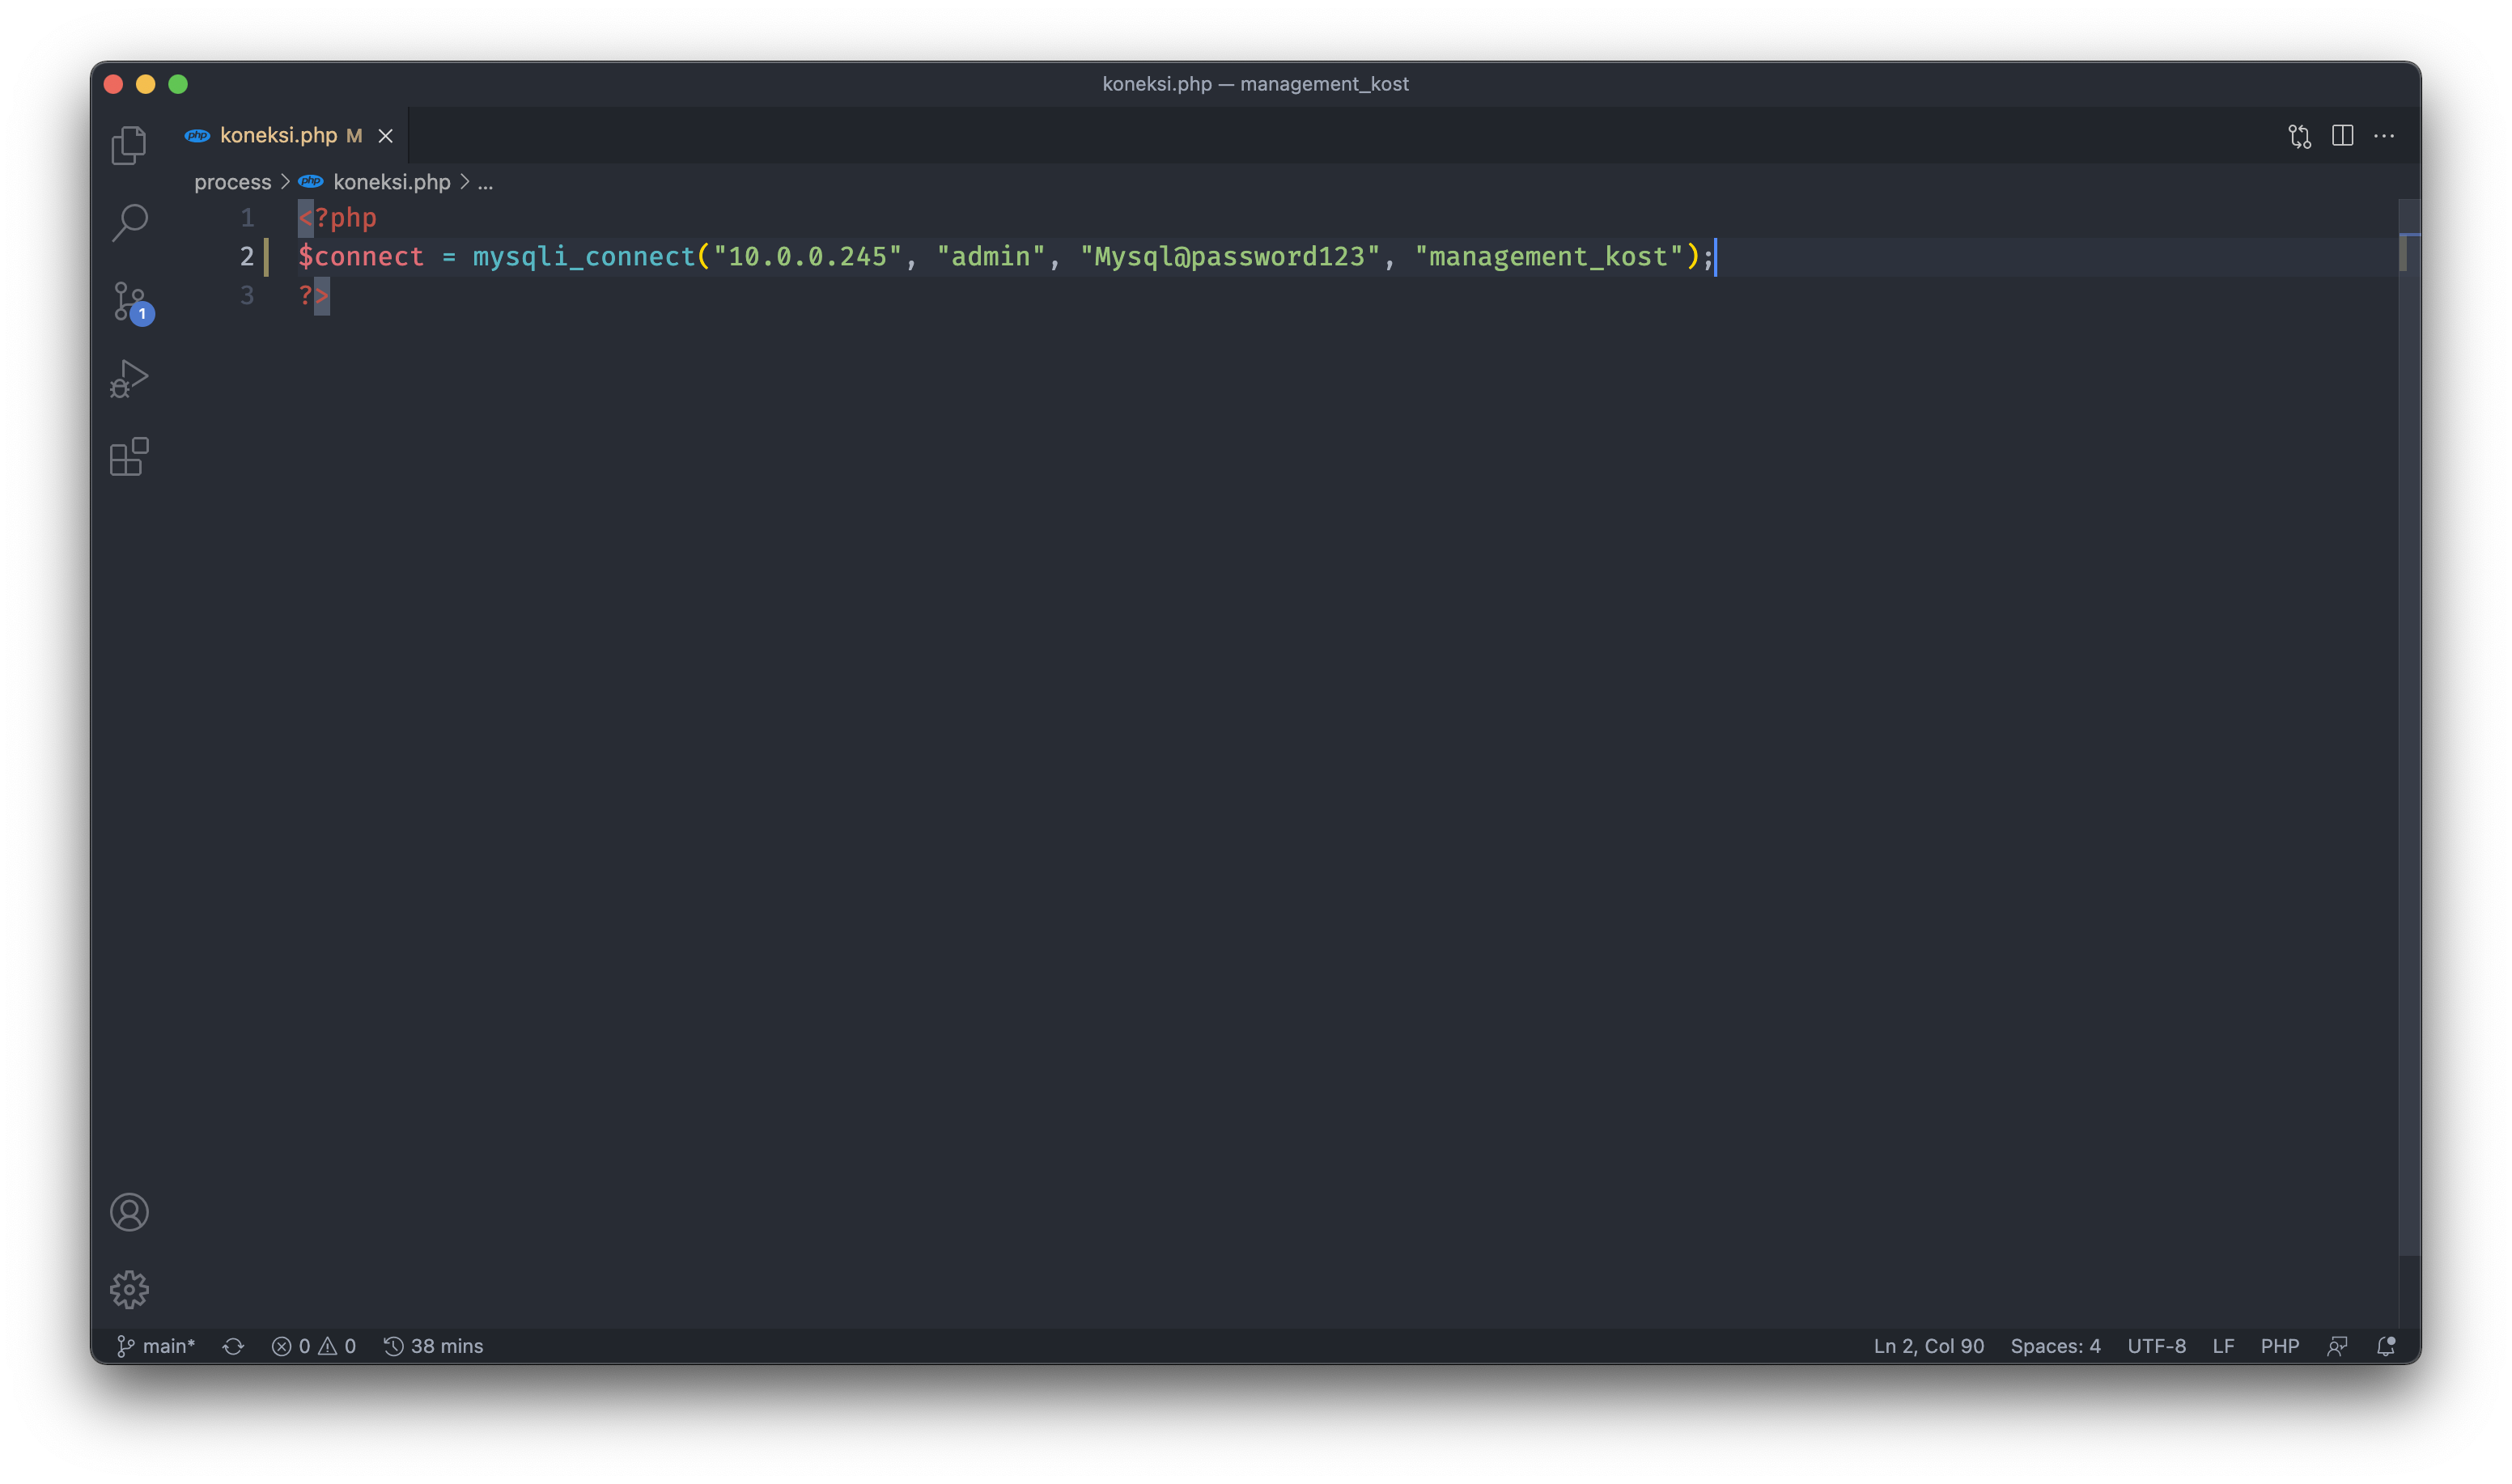 koneksi.php — management_kost
php koneksi.php M
process > php koneksi.php > ...
1 <?php
2 $connect = mysqli_connect("10.0.0.245", "admin", "Mysql@password123", "management_kost");
3 ?>
1
main* 0 0 38 mins Ln 2, Col 90 Spaces: 4 UTF-8 LF PHP